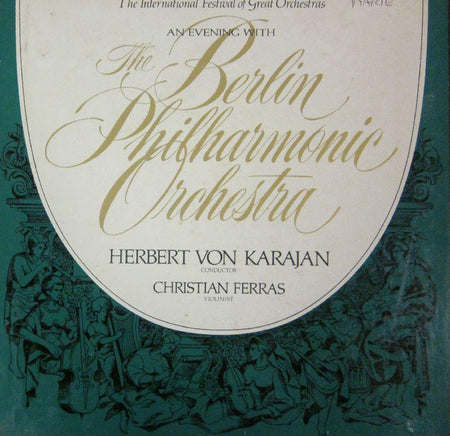 The International Festival of Great Orchestras
AN EVENING WITH
The Berlin
Philharmonic
Orchestra
HERBERT VON KARAJAN
CONDUCTOR
CHRISTIAN FERRAS
VIOLINIST